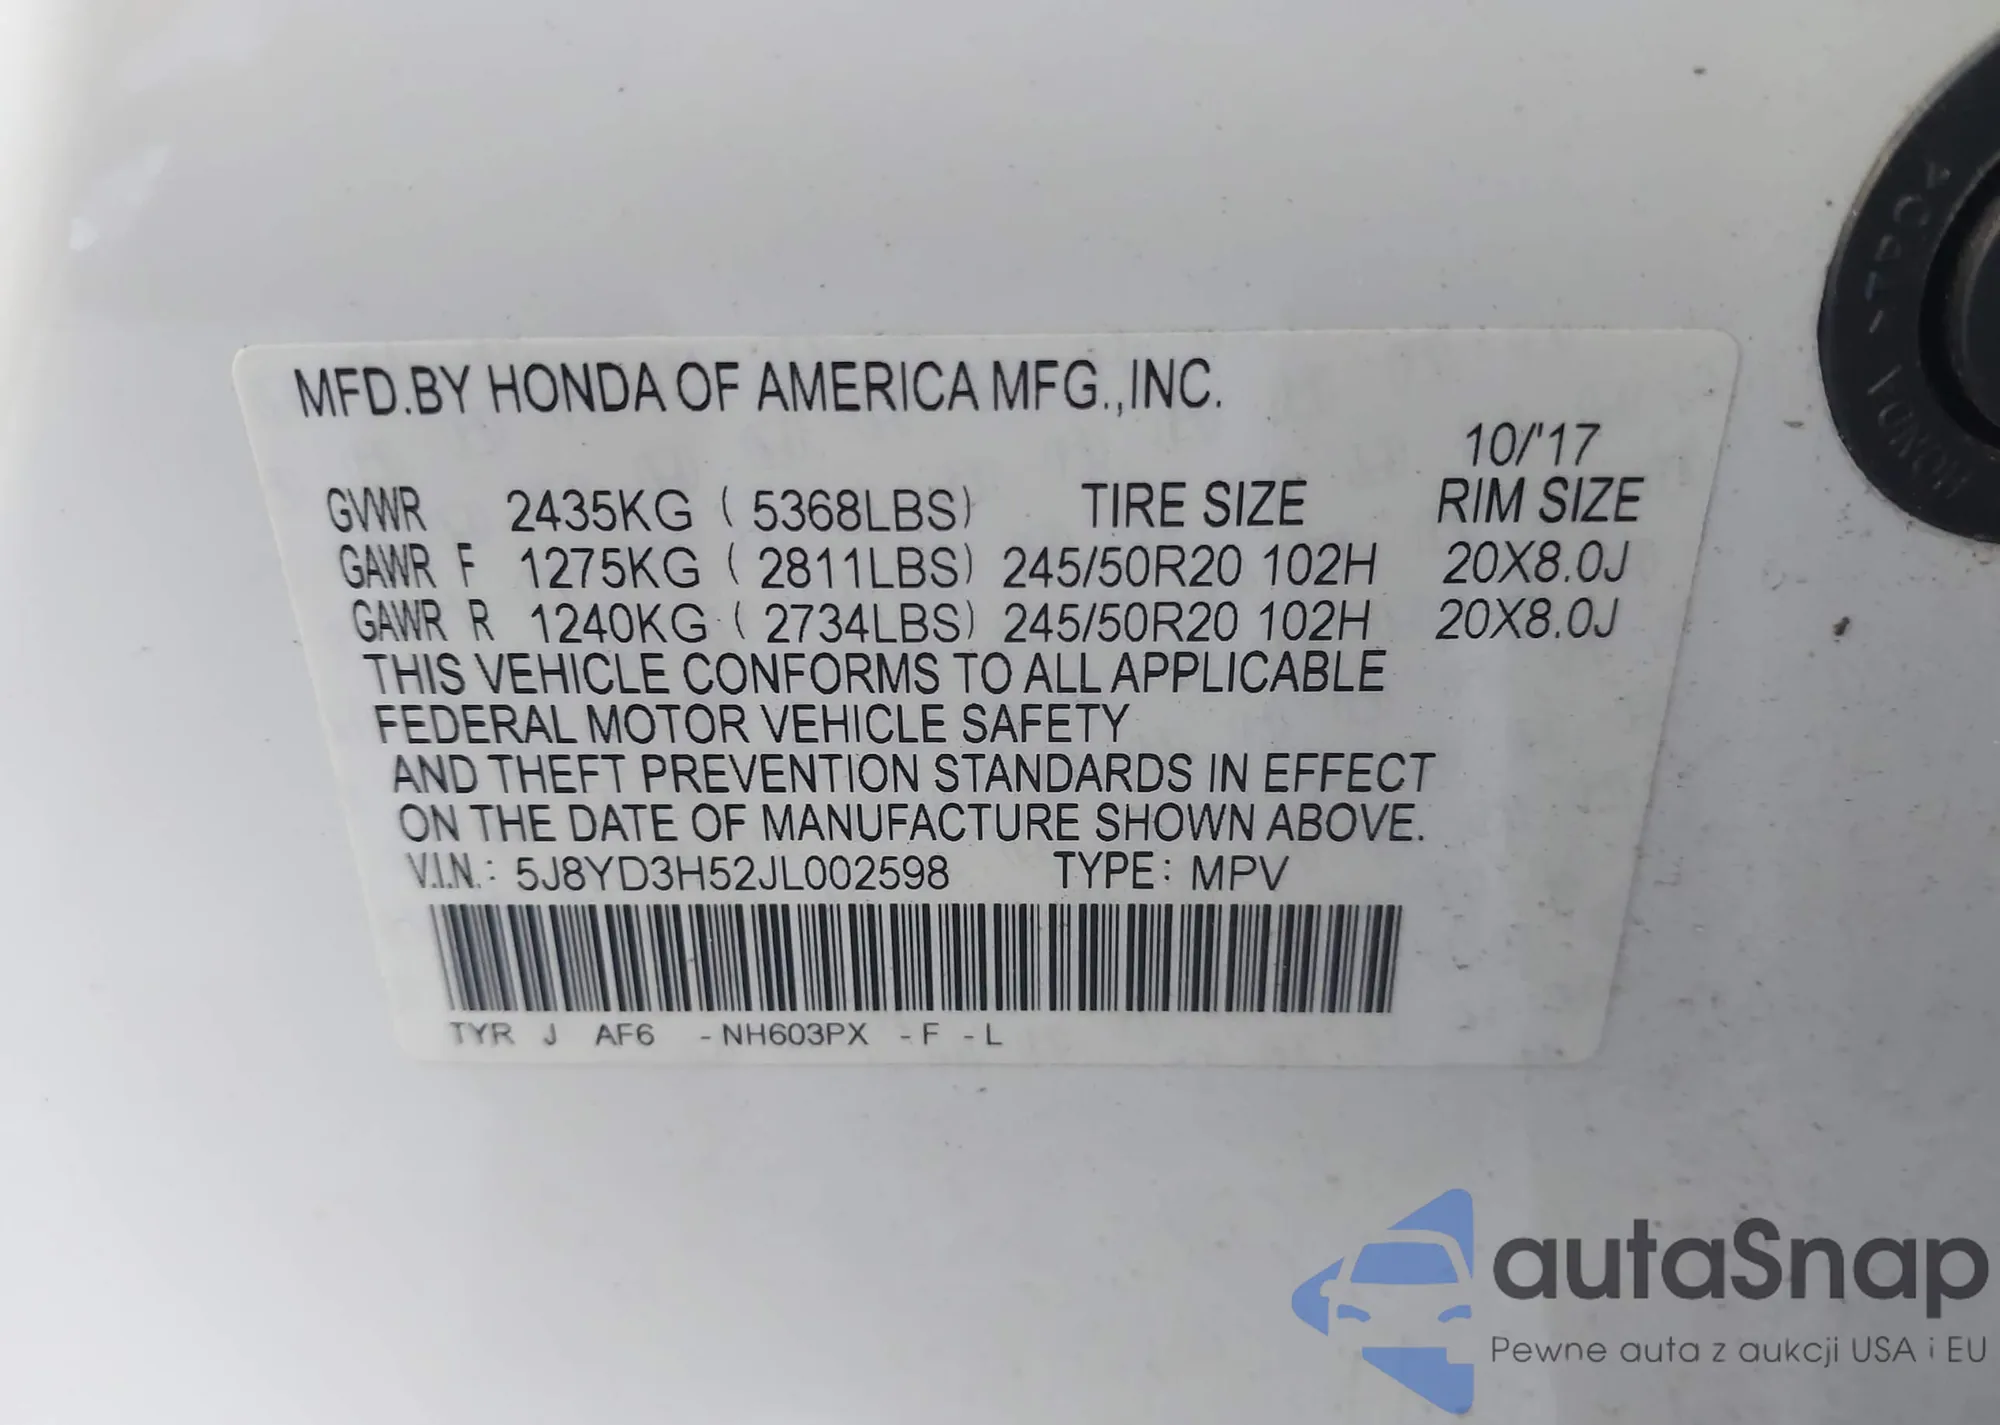 MFD.BY HONDA OF AMERICA MFG.,INC.
10/'17
GVWR 2435KG ( 5368LBS) TIRE SIZE RIM SIZE
GAWR F 1275KG ( 2811LBS) 245/50R20 102H 20X8.0J
GAWR R 1240KG ( 2734LBS) 245/50R20 102H 20X8.0J
THIS VEHICLE CONFORMS TO ALL APPLICABLE
FEDERAL MOTOR VEHICLE SAFETY
AND THEFT PREVENTION STANDARDS IN EFFECT
ON THE DATE OF MANUFACTURE SHOWN ABOVE.
V.I.N.: 5J8YD3H52JL002598 TYPE: MPV
TYR J AF6 -NH603PX -F -L
autaSnap
Pewne auta z aukcji USA i EU